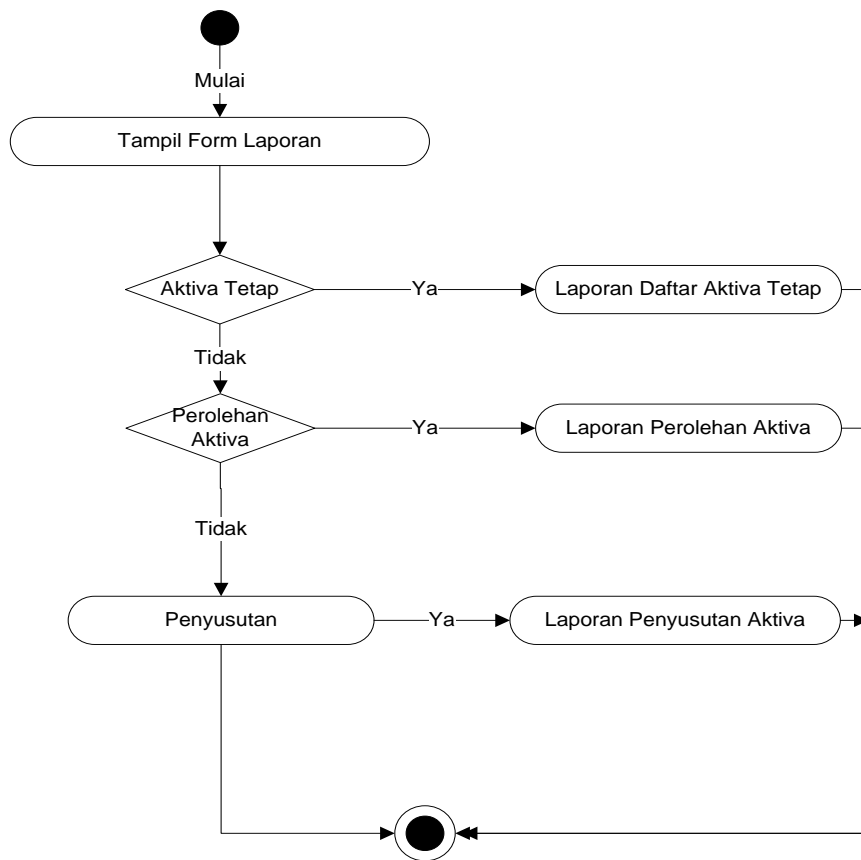 Mulai
Tampil Form Laporan
Aktiva Tetap
Ya
Laporan Daftar Aktiva Tetap
Tidak
Perolehan
Aktiva
Ya
Laporan Perolehan Aktiva
Tidak
Penyusutan
Ya
Laporan Penyusutan Aktiva